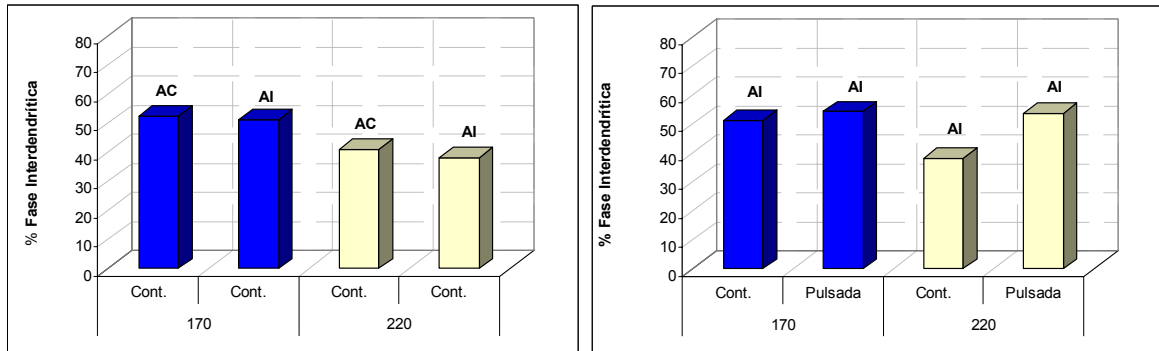 % Fase Interdendrítica
80
70
60
50
40
30
20
10
0
AC
AI
AC
AI
Cont. Cont. Cont. Cont.
170 220
% Fase Interdendrítica
80
70
60
50
40
30
20
10
0
AI
AI
AI
AI
Cont. Pulsada Cont. Pulsada
170 220